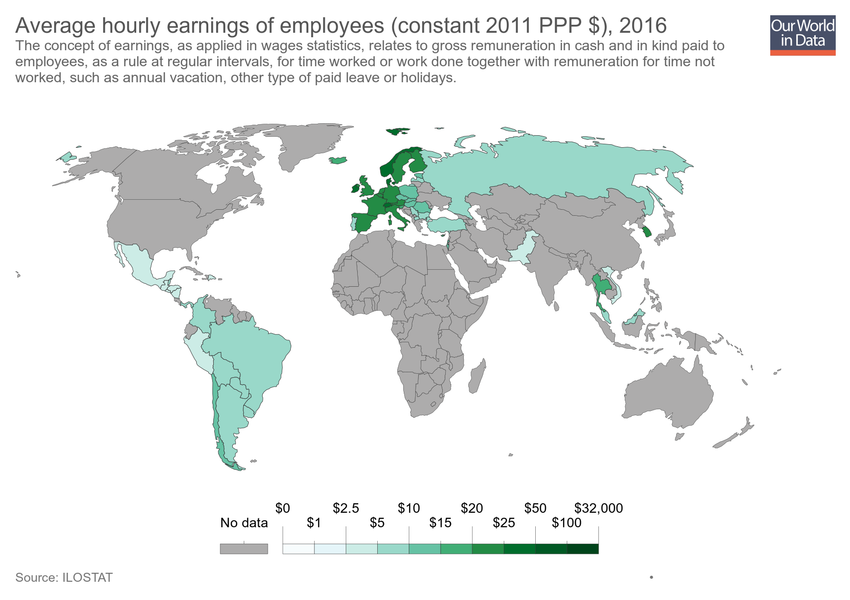 Average hourly earnings of employees (constant 2011 PPP $), 2016
Our World
in Data
The concept of earnings, as applied in wages statistics, relates to gross remuneration in cash and in kind paid to
employees, as a rule at regular intervals, for time worked or work done together with remuneration for time not
worked, such as annual vacation, other type of paid leave or holidays.
$0 $2.5 $10 $20 $50 $32,000
No data $1 $5 $15 $25 $100
Source: ILOSTAT